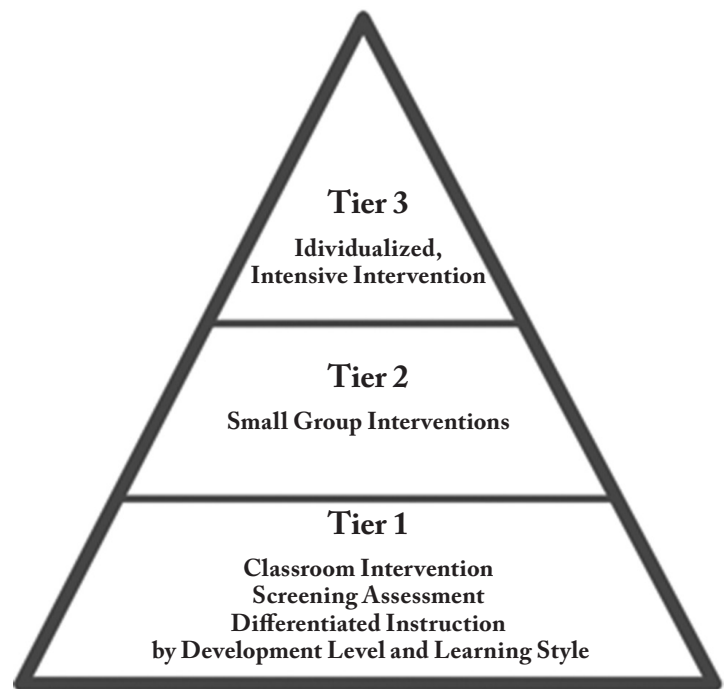 Tier 3
Idividualized,
Intensive Intervention
Tier 2
Small Group Interventions
Tier 1
Classroom Intervention
Screening Assessment
Differentiated Instruction
by Development Level and Learning Style